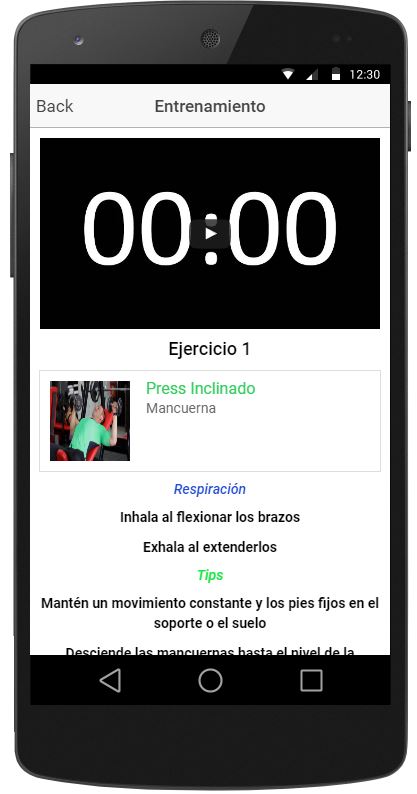 12:30
Back
Entrenamiento
00:00
Ejercicio 1
Press Inclinado
Mancuerna
Respiración
Inhala al flexionar los brazos
Exhala al extenderlos
Tips
Mantén un movimiento constante y los pies fijos en el
soporte o el suelo
Desciende las mancuernas hasta el nivel de la